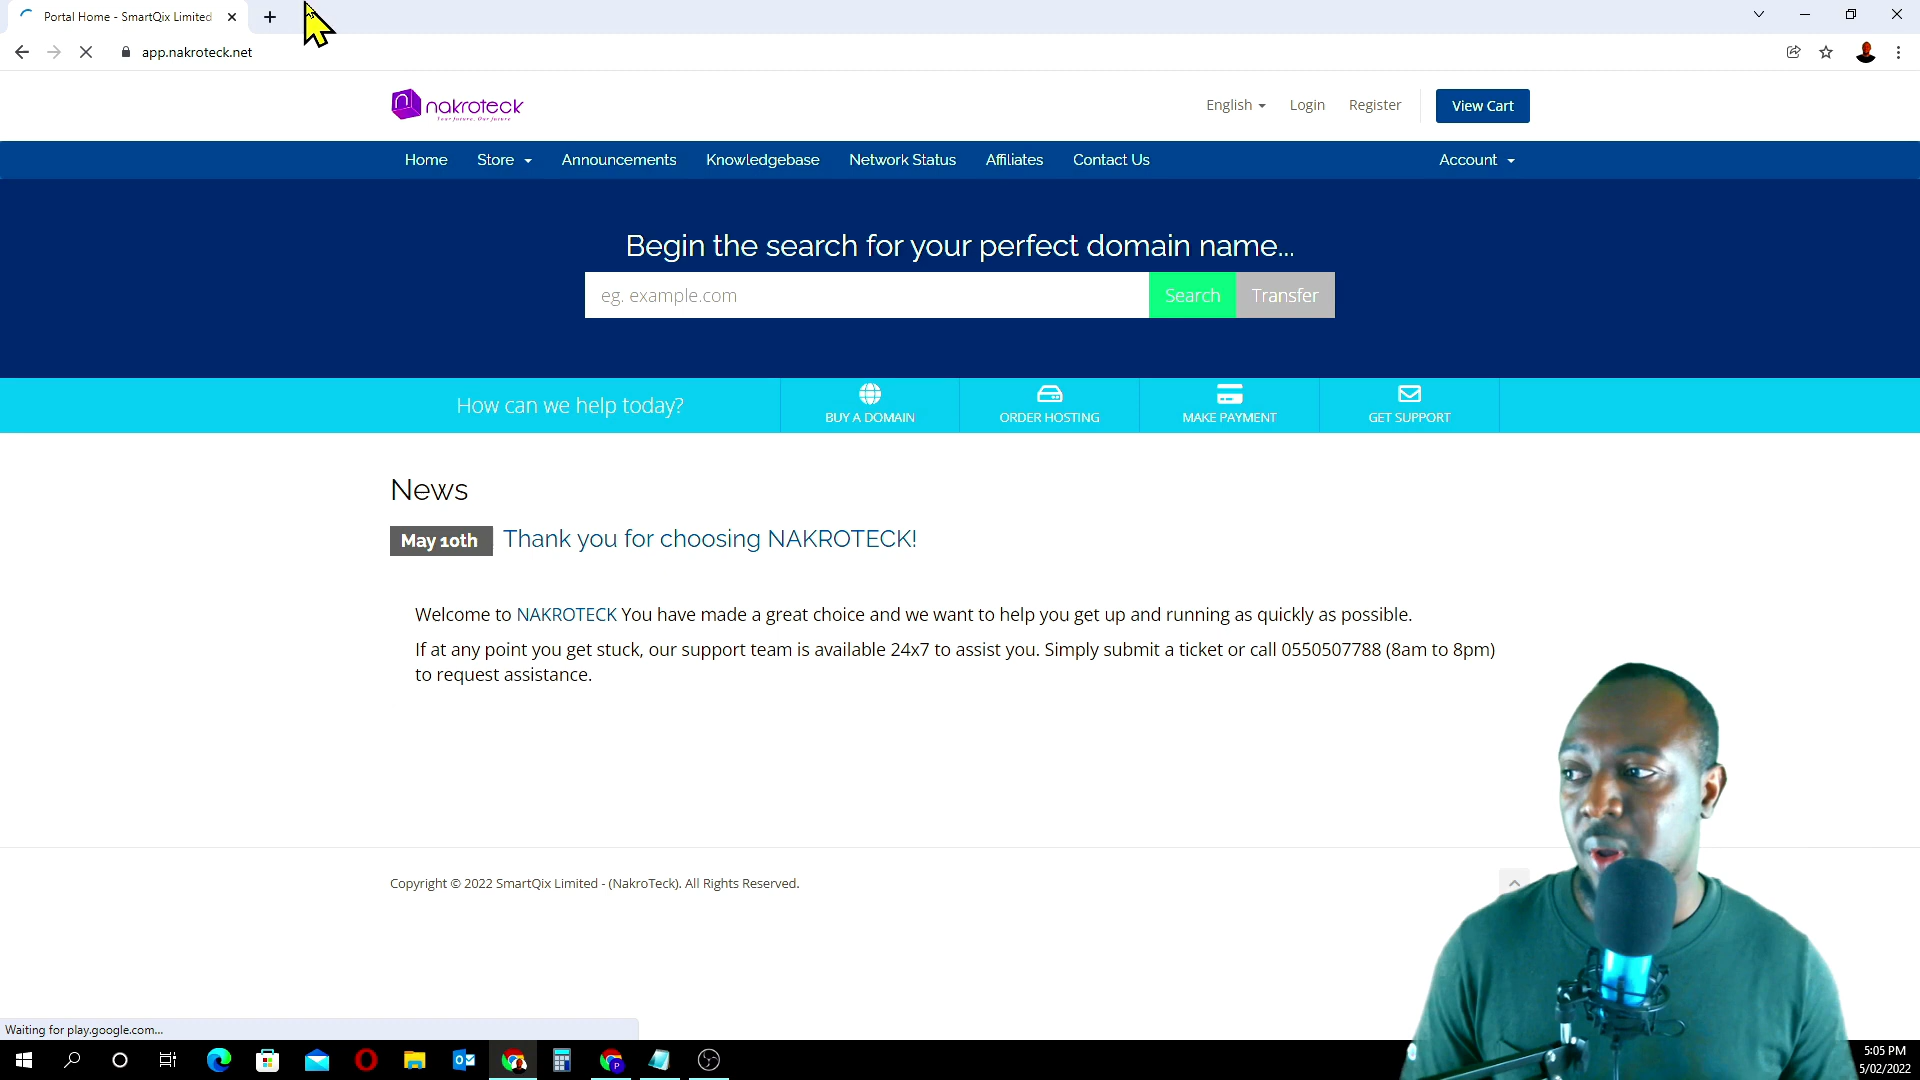 Portal Home - SmartQix Limited
app.nakroteck.net
nakroteck
Your future, Our future
English
Login
Register
View Cart
Home
Store
Announcements
Knowledgebase
Network Status
Affiliates
Contact Us
Account
Begin the search for your perfect domain name...
eg. example.com
Search
Transfer
How can we help today?
BUY A DOMAIN
ORDER HOSTING
MAKE PAYMENT
GET SUPPORT
News
May 10th
Thank you for choosing NAKROTECK!
Welcome to NAKROTECK You have made a great choice and we want to help you get up and running as quickly as possible.
If at any point you get stuck, our support team is available 24x7 to assist you. Simply submit a ticket or call 0550507788 (8am to 8pm)
to request assistance.
Copyright © 2022 SmartQix Limited - (NakroTeck). All Rights Reserved.
Waiting for play.google.com...
5:05 PM
5/02/2022